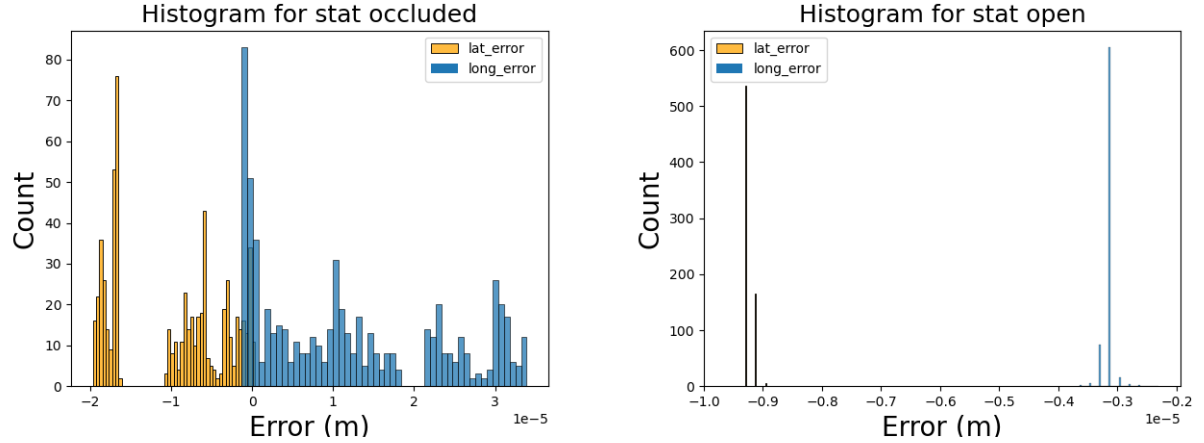 Histogram for stat occluded
lat_error
long_error
Count
80
70
60
50
40
30
20
10
0
−2
−1
0
1
2
3
1e−5
Error (m)
Histogram for stat open
lat_error
long_error
Count
600
500
400
300
200
100
0
−1.0
−0.9
−0.8
−0.7
−0.6
−0.5
−0.4
−0.3
−0.2
1e−5
Error (m)